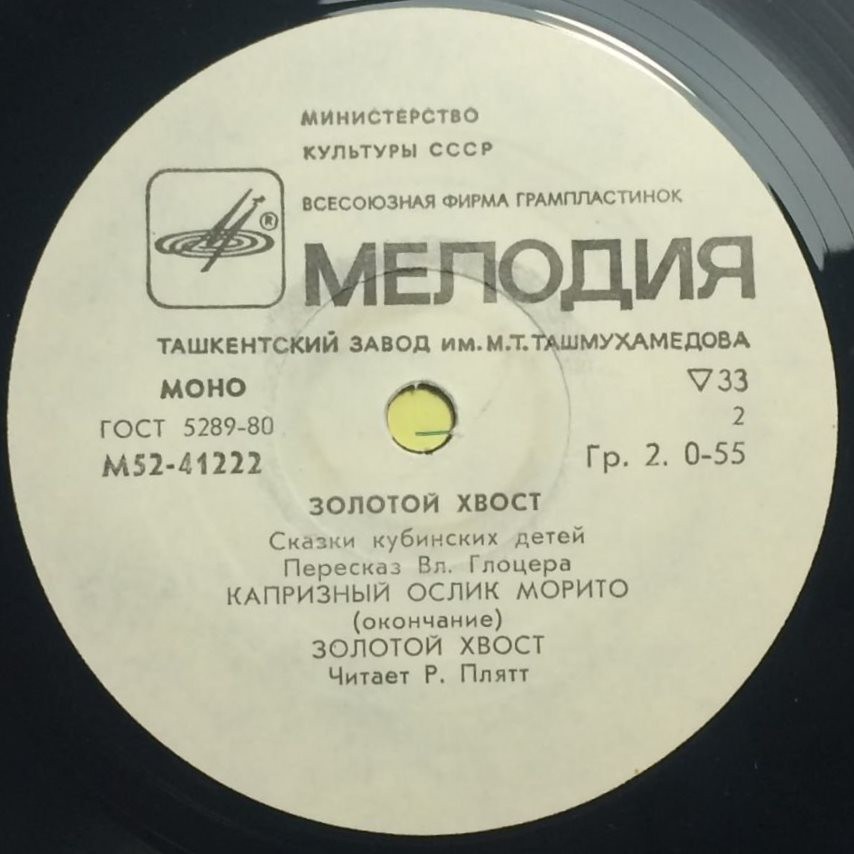 МИНИСТЕРСТВО
КУЛЬТУРЫ СССР
ВСЕСОЮЗНАЯ ФИРМА ГРАМПЛАСТИНОК
®
МЕЛОДИЯ
ТАШКЕНТСКИЙ ЗАВОД им. М.Т. ТАШМУХАМЕДОВА
МОНО ▽33
ГОСТ 5289-80 2
М52-41222 Гр. 2. 0-55
ЗОЛОТОЙ ХВОСТ
Сказки кубинских детей
Пересказ Вл. Глоцера
КАПРИЗНЫЙ ОСЛИК МОРИТО
(окончание)
ЗОЛОТОЙ ХВОСТ
Читает Р. Плятт